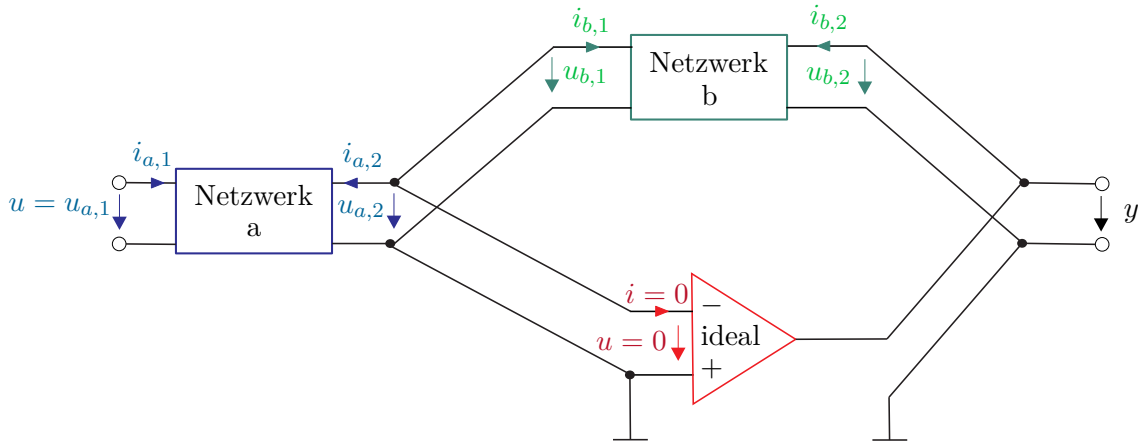 i_{b,1}
i_{b,2}
u_{b,1}
Netzwerk
b
u_{b,2}
i_{a,1}
i_{a,2}
u = u_{a,1}
Netzwerk
a
u_{a,2}
y
i = 0
−
u = 0
ideal
+